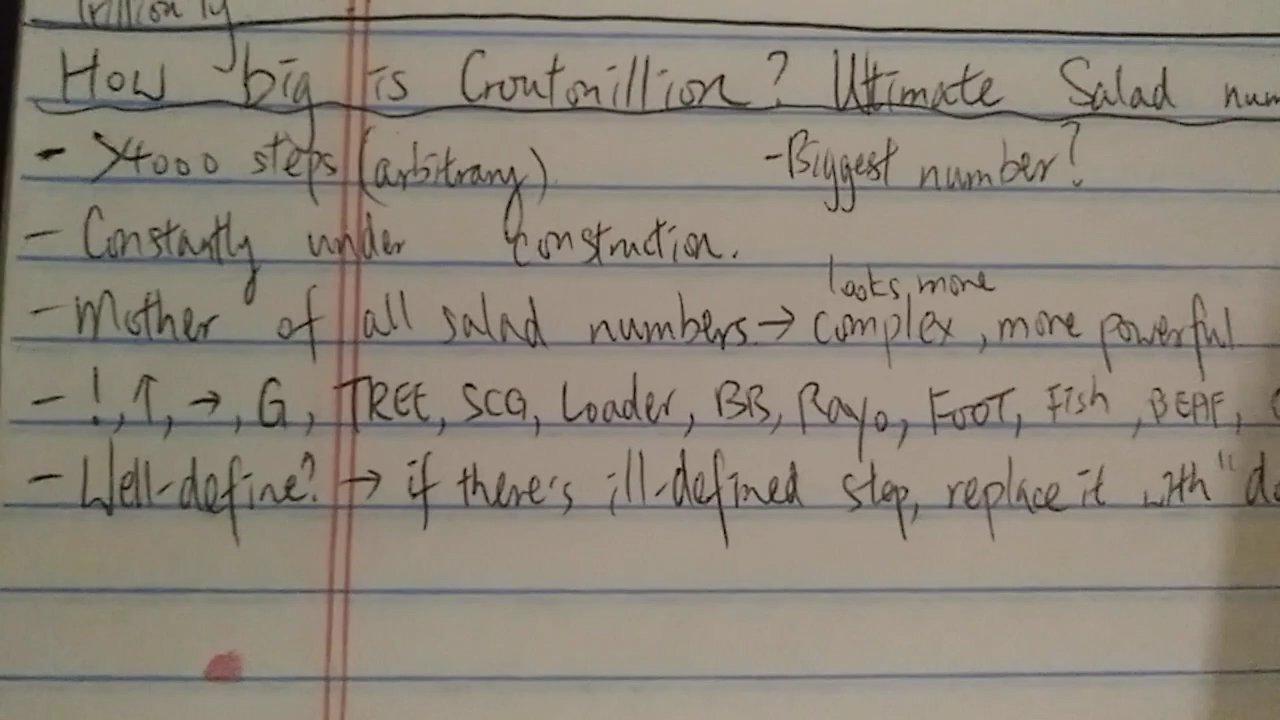 Trillion
How big is Croutonillion? Ultimate Salad num
- >4000 steps (arbitrary) - Biggest number?
- Constantly under construction.
looks, more
- Mother of all salad numbers → complex, more powerful
- !, ↑, →, G, TREE, SCG, Loader, BB, Rayo, FOOT, Fish, BEAF,
- Well-define? → if there's ill-defined step, replace it with "d